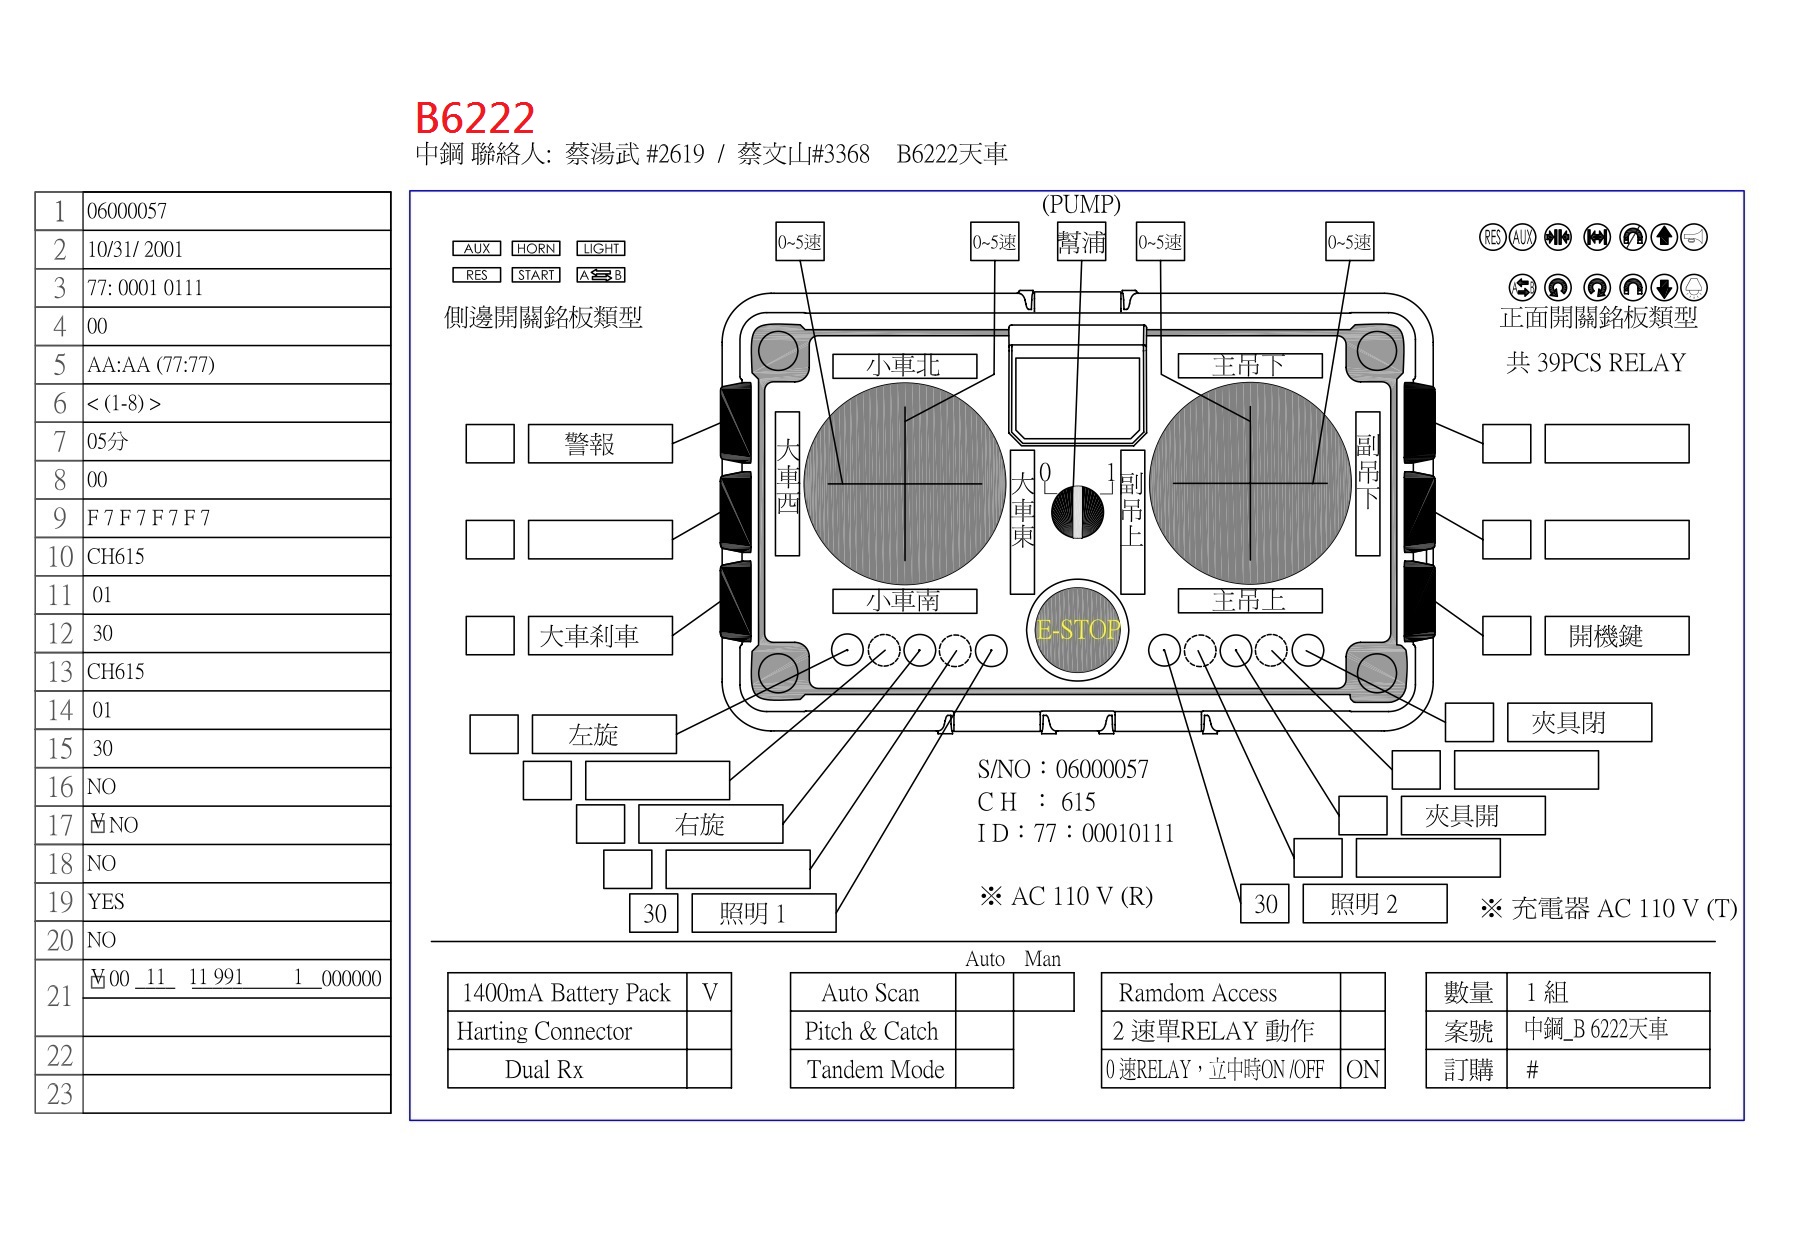 B6222
中鋼 聯絡人: 蔡湯武 #2619 / 蔡文山#3368 B6222天車
1 06000057
2 10/31/ 2001
3 77: 0001 0111
4 00
5 AA:AA (77:77)
6 < (1-8) >
7 05分
8 00
9 F 7 F 7 F 7 F 7
10 CH615
11 01
12 30
13 CH615
14 01
15 30
16 NO
17 V NO
18 NO
19 YES
20 NO
21 V 00 11 11 991 1 000000
22
23
(PUMP)
0~5速 0~5速 幫浦 0~5速 0~5速
AUX HORN LIGHT
RES START A B
側邊開關銘板類型
RES AUX
A B
正面開關銘板類型
共 39PCS RELAY
小車北
主吊下
大車西
大車東
0 1
副吊上
副吊下
小車南
主吊上
E-STOP
警報
大車剎車
開機鍵
左旋
右旋
30 照明 1
夾具閉
夾具開
30 照明 2
S/NO：06000057
C H ： 615
I D：77：00010111
※ AC 110 V (R)
※ 充電器 AC 110 V (T)
Auto Man
1400mA Battery Pack V
Harting Connector
Dual Rx
Auto Scan
Pitch & Catch
Tandem Mode
Ramdom Access
2 速單RELAY 動作
0 速RELAY，立中時ON /OFF ON
數量 1 組
案號 中鋼_B 6222天車
訂購 #